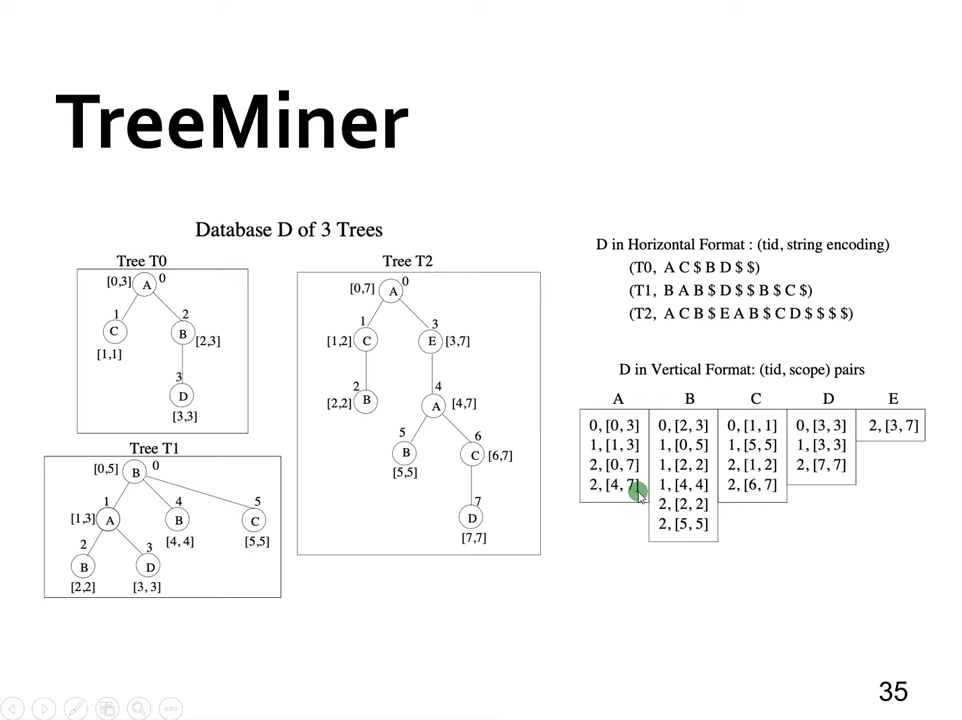 TreeMiner
Database D of 3 Trees
Tree T0
[0,3] A 0
1 2
C B [2,3]
[1,1]
3
D
[3,3]
Tree T1
[0,5] B 0
1 4 5
[1,3] A B C
[4, 4] [5,5]
2 3
B D
[2,2] [3, 3]
Tree T2
[0,7] A 0
1 3
[1,2] C E [3,7]
2 4
[2,2] B A [4,7]
5 6
B C [6,7]
[5,5]
7
D
[7,7]
D in Horizontal Format : (tid, string encoding)
(T0, A C $ B D $ $)
(T1, B A B $ D $ $ B $ C $)
(T2, A C B $ E A B $ C D $ $ $ $)
D in Vertical Format: (tid, scope) pairs
A B C D E
0, [0, 3] 0, [2, 3] 0, [1, 1] 0, [3, 3] 2, [3, 7]
1, [1, 3] 1, [0, 5] 1, [5, 5] 1, [3, 3]
2, [0, 7] 1, [2, 2] 2, [1, 2] 2, [7, 7]
2, [4, 7] 1, [4, 4] 2, [6, 7]
2, [2, 2]
2, [5, 5]
35